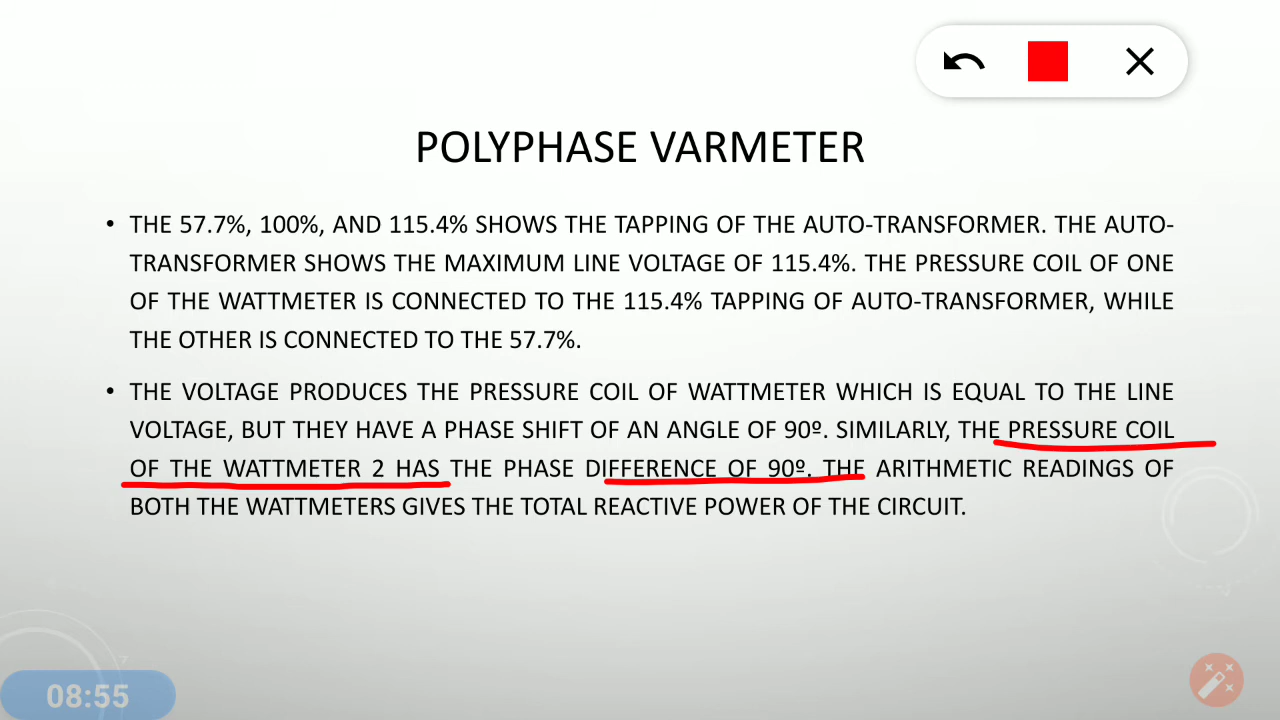 POLYPHASE VARMETER
• THE 57.7%, 100%, AND 115.4% SHOWS THE TAPPING OF THE AUTO-TRANSFORMER. THE AUTO-
TRANSFORMER SHOWS THE MAXIMUM LINE VOLTAGE OF 115.4%. THE PRESSURE COIL OF ONE
OF THE WATTMETER IS CONNECTED TO THE 115.4% TAPPING OF AUTO-TRANSFORMER, WHILE
THE OTHER IS CONNECTED TO THE 57.7%.
• THE VOLTAGE PRODUCES THE PRESSURE COIL OF WATTMETER WHICH IS EQUAL TO THE LINE
VOLTAGE, BUT THEY HAVE A PHASE SHIFT OF AN ANGLE OF 90º. SIMILARLY, THE PRESSURE COIL
OF THE WATTMETER 2 HAS THE PHASE DIFFERENCE OF 90º. THE ARITHMETIC READINGS OF
BOTH THE WATTMETERS GIVES THE TOTAL REACTIVE POWER OF THE CIRCUIT.
08:55